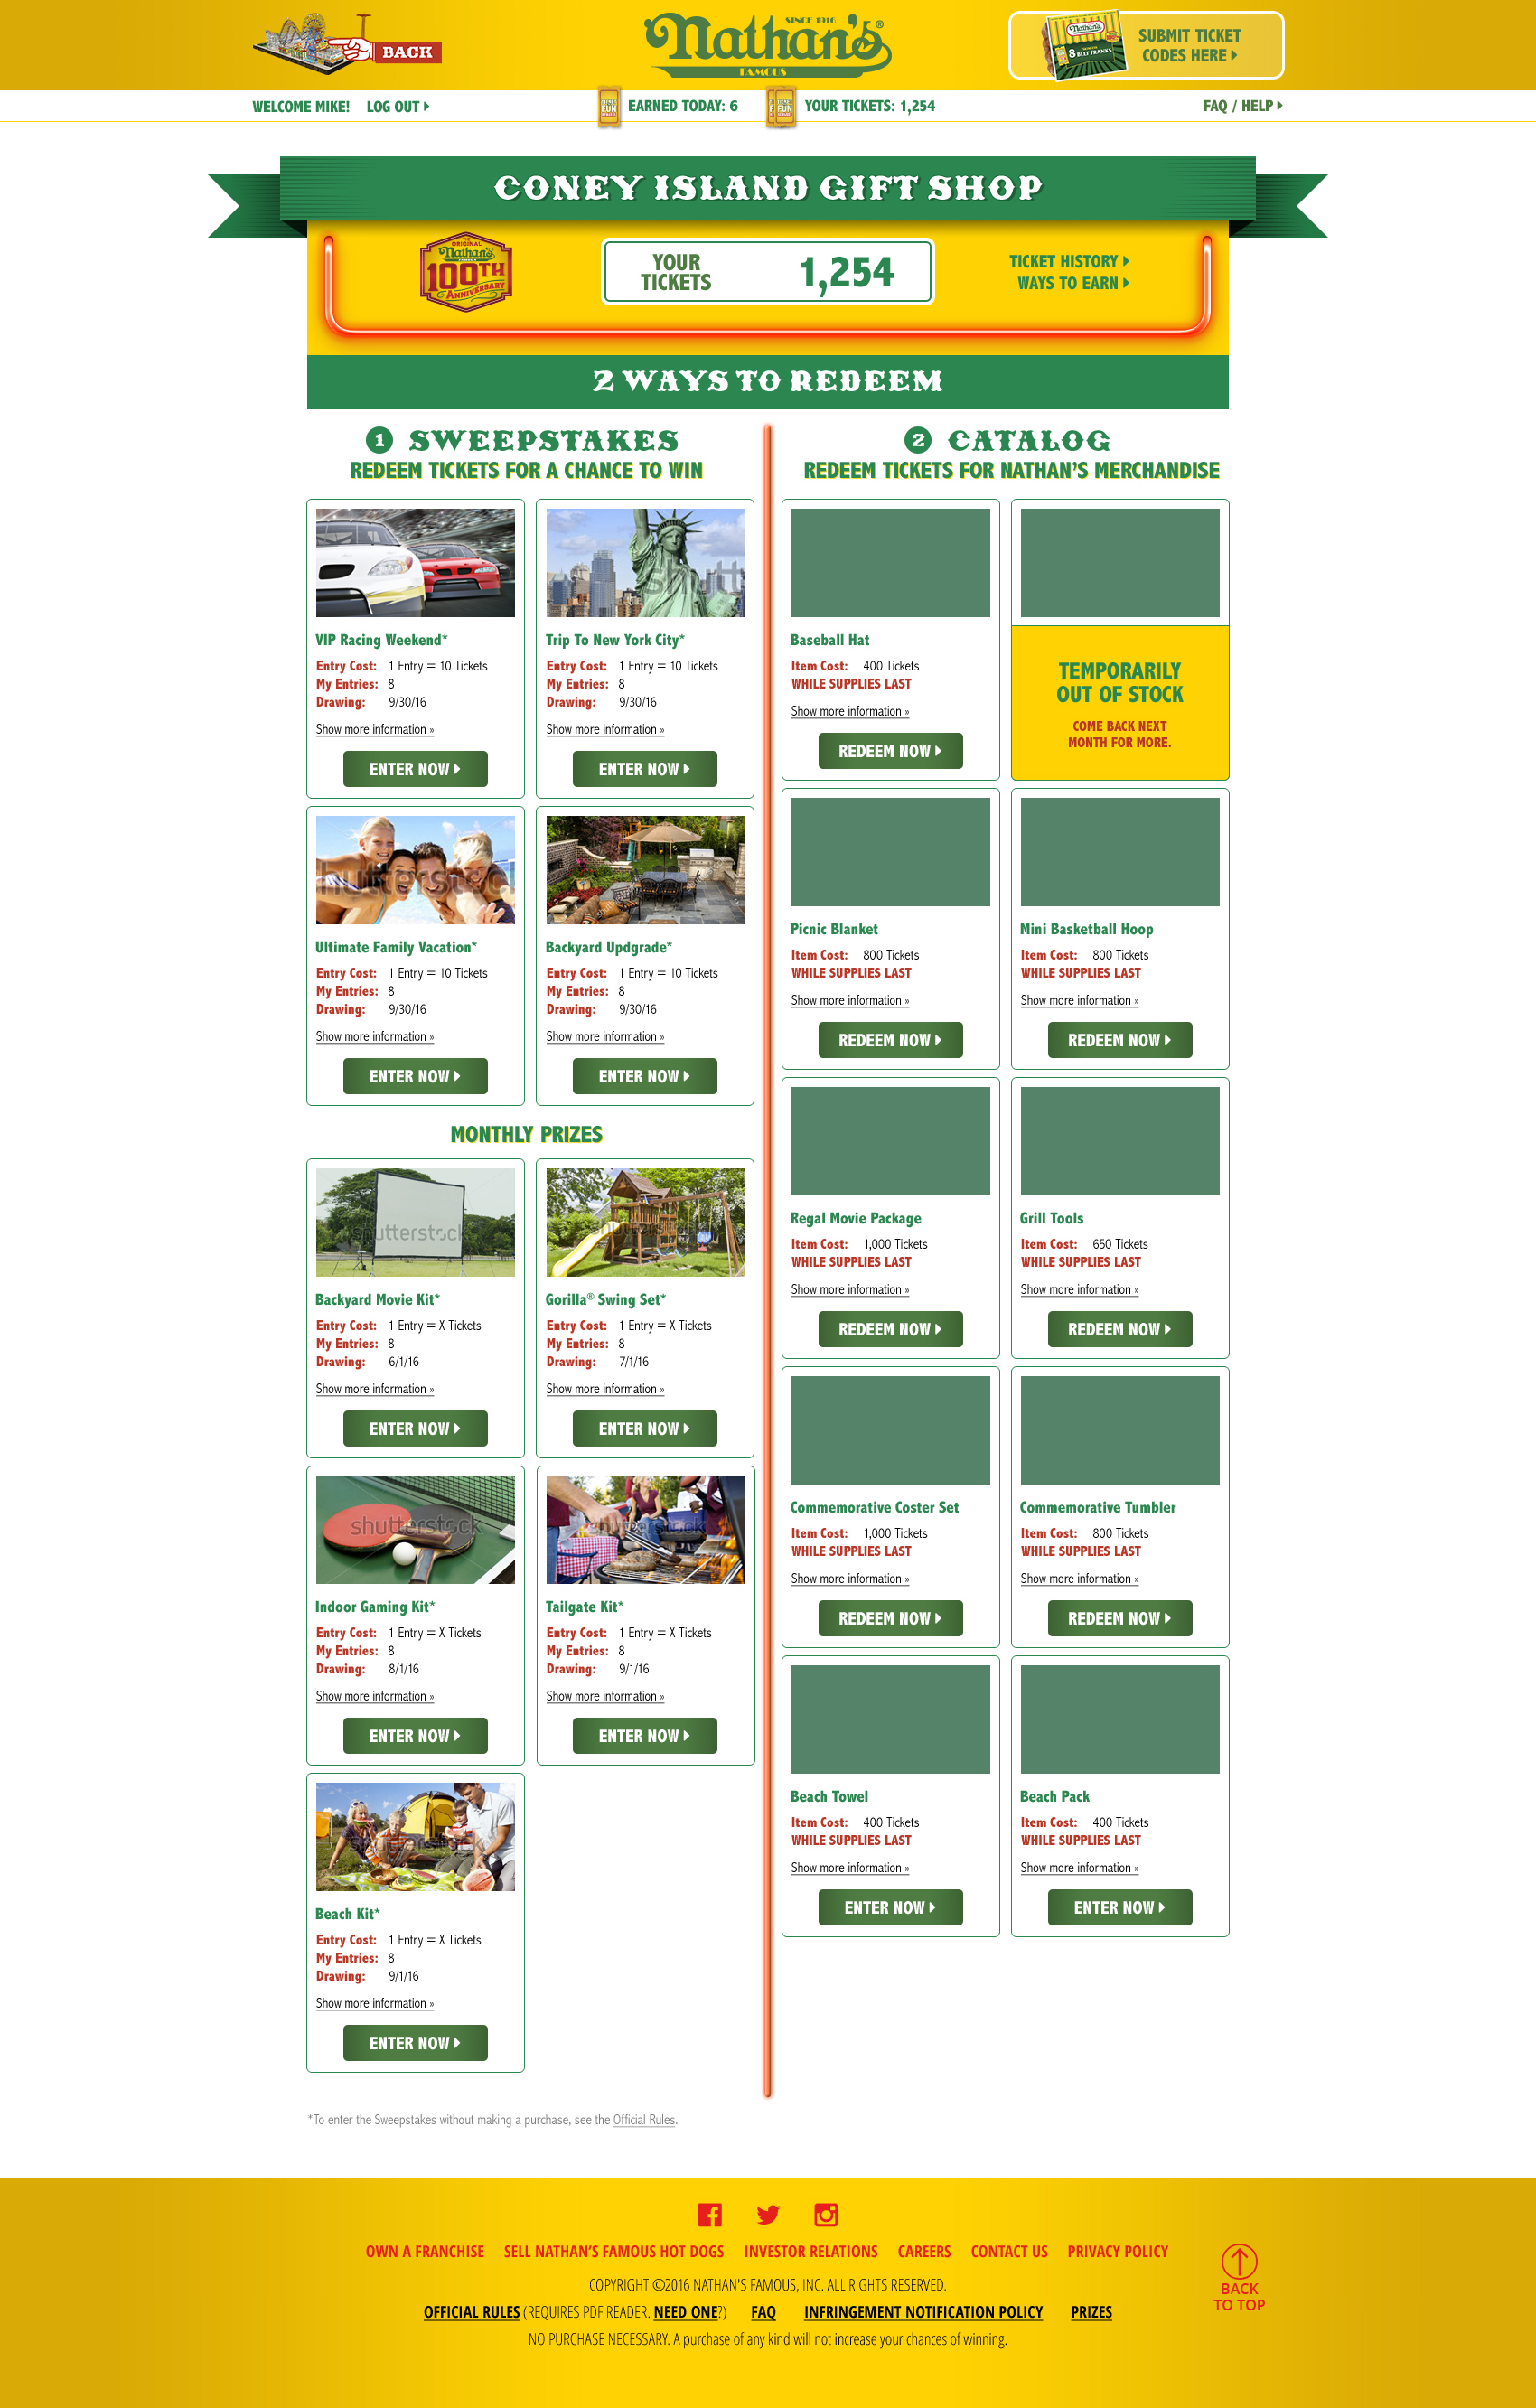 BACK
SINCE 1916
Nathan's®
FAMOUS
Nathan's
8 BEEF FRANKS
SUBMIT TICKET
CODES HERE
WELCOME MIKE! LOG OUT
FUN
EARNED TODAY: 6
FUN
YOUR TICKETS: 1,254
FAQ / HELP
CONEY ISLAND GIFT SHOP
THE ORIGINAL
Nathan's
100TH
ANNIVERSARY
YOUR
TICKETS
1,254
TICKET HISTORY
WAYS TO EARN
2 WAYS TO REDEEM
1 SWEEPSTAKES
REDEEM TICKETS FOR A CHANCE TO WIN
shutt
VIP Racing Weekend*
Entry Cost: 1 Entry = 10 Tickets
My Entries: 8
Drawing: 9/30/16
Show more information »
ENTER NOW
Trip To New York City*
Entry Cost: 1 Entry = 10 Tickets
My Entries: 8
Drawing: 9/30/16
Show more information »
ENTER NOW
hutterstock
Ultimate Family Vacation*
Entry Cost: 1 Entry = 10 Tickets
My Entries: 8
Drawing: 9/30/16
Show more information »
ENTER NOW
Backyard Updgrade*
Entry Cost: 1 Entry = 10 Tickets
My Entries: 8
Drawing: 9/30/16
Show more information »
ENTER NOW
MONTHLY PRIZES
shutterstock
Backyard Movie Kit*
Entry Cost: 1 Entry = X Tickets
My Entries: 8
Drawing: 6/1/16
Show more information »
ENTER NOW
shutterstock
Gorilla® Swing Set*
Entry Cost: 1 Entry = X Tickets
My Entries: 8
Drawing: 7/1/16
Show more information »
ENTER NOW
shutterstock
Indoor Gaming Kit*
Entry Cost: 1 Entry = X Tickets
My Entries: 8
Drawing: 8/1/16
Show more information »
ENTER NOW
shutterstock
Tailgate Kit*
Entry Cost: 1 Entry = X Tickets
My Entries: 8
Drawing: 9/1/16
Show more information »
ENTER NOW
shutterstock
Beach Kit*
Entry Cost: 1 Entry = X Tickets
My Entries: 8
Drawing: 9/1/16
Show more information »
ENTER NOW
2 CATALOG
REDEEM TICKETS FOR NATHAN'S MERCHANDISE
Baseball Hat
Item Cost: 400 Tickets
WHILE SUPPLIES LAST
Show more information »
REDEEM NOW
TEMPORARILY
OUT OF STOCK
COME BACK NEXT
MONTH FOR MORE.
Picnic Blanket
Item Cost: 800 Tickets
WHILE SUPPLIES LAST
Show more information »
REDEEM NOW
Mini Basketball Hoop
Item Cost: 800 Tickets
WHILE SUPPLIES LAST
Show more information »
REDEEM NOW
Regal Movie Package
Item Cost: 1,000 Tickets
WHILE SUPPLIES LAST
Show more information »
REDEEM NOW
Grill Tools
Item Cost: 650 Tickets
WHILE SUPPLIES LAST
Show more information »
REDEEM NOW
Commemorative Coster Set
Item Cost: 1,000 Tickets
WHILE SUPPLIES LAST
Show more information »
REDEEM NOW
Commemorative Tumbler
Item Cost: 800 Tickets
WHILE SUPPLIES LAST
Show more information »
REDEEM NOW
Beach Towel
Item Cost: 400 Tickets
WHILE SUPPLIES LAST
Show more information »
ENTER NOW
Beach Pack
Item Cost: 400 Tickets
WHILE SUPPLIES LAST
Show more information »
ENTER NOW
*To enter the Sweepstakes without making a purchase, see the Official Rules.
OWN A FRANCHISE SELL NATHAN'S FAMOUS HOT DOGS INVESTOR RELATIONS CAREERS CONTACT US PRIVACY POLICY
COPYRIGHT ©2016 NATHAN'S FAMOUS, INC. ALL RIGHTS RESERVED.
OFFICIAL RULES (REQUIRES PDF READER. NEED ONE?) FAQ INFRINGEMENT NOTIFICATION POLICY PRIZES
NO PURCHASE NECESSARY. A purchase of any kind will not increase your chances of winning.
BACK
TO TOP